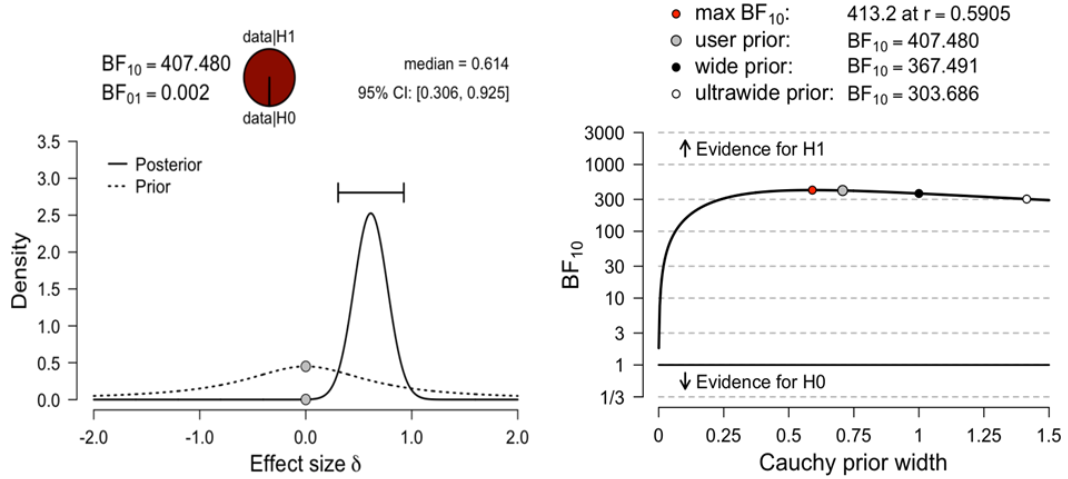 data|H1
BF10 = 407.480
BF01 = 0.002
data|H0
median = 0.614
95% CI: [0.306, 0.925]
Posterior
Prior
3.5
3.0
2.5
2.0
1.5
1.0
0.5
0.0
Density
-2.0 -1.0 0.0 1.0 2.0
Effect size δ
max BF10: 413.2 at r = 0.5905
user prior: BF10 = 407.480
wide prior: BF10 = 367.491
ultrawide prior: BF10 = 303.686
3000
1000
300
100
30
10
3
1
1/3
BF10
↑ Evidence for H1
↓ Evidence for H0
0 0.25 0.5 0.75 1 1.25 1.5
Cauchy prior width